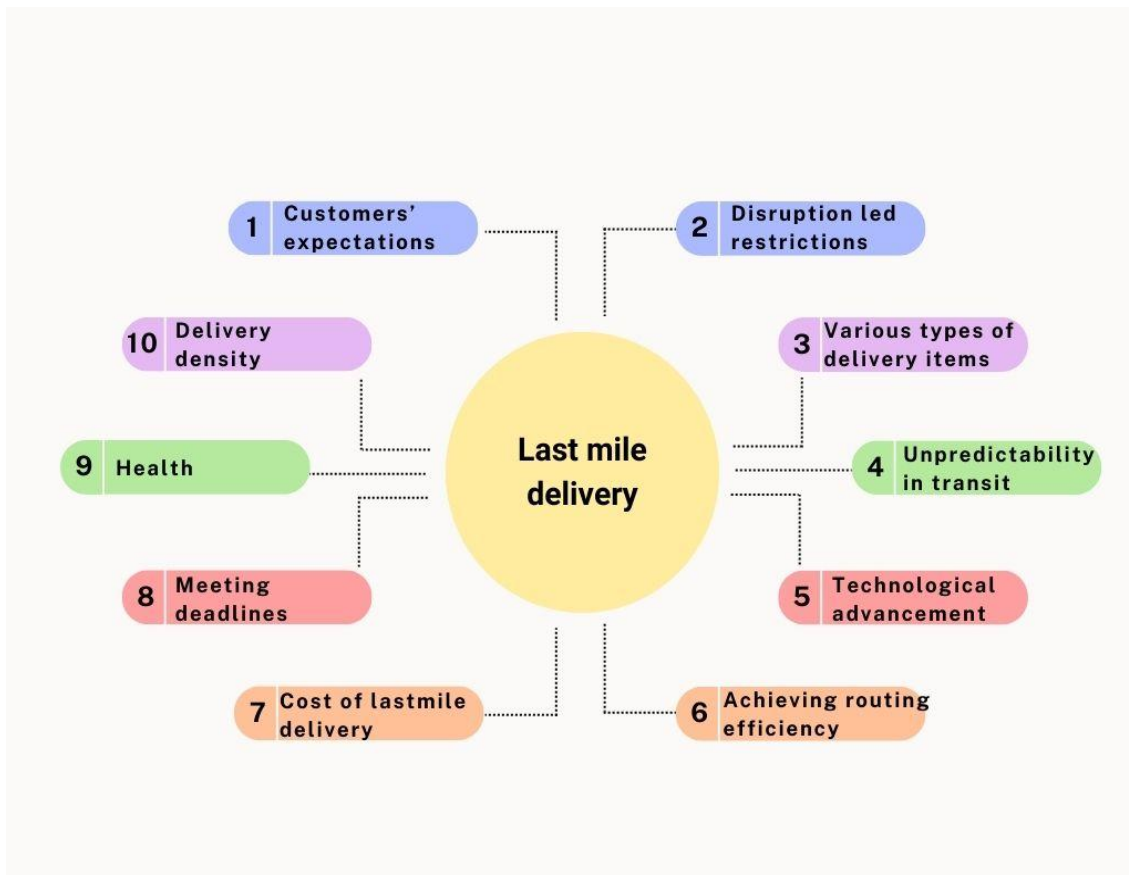 1 Customers’
expectations
2 Disruption led
restrictions
10 Delivery
density
3 Various types of
delivery items
Last mile
delivery
9 Health
4 Unpredictability
in transit
8 Meeting
deadlines
5 Technological
advancement
7 Cost of lastmile
delivery
6 Achieving routing
efficiency